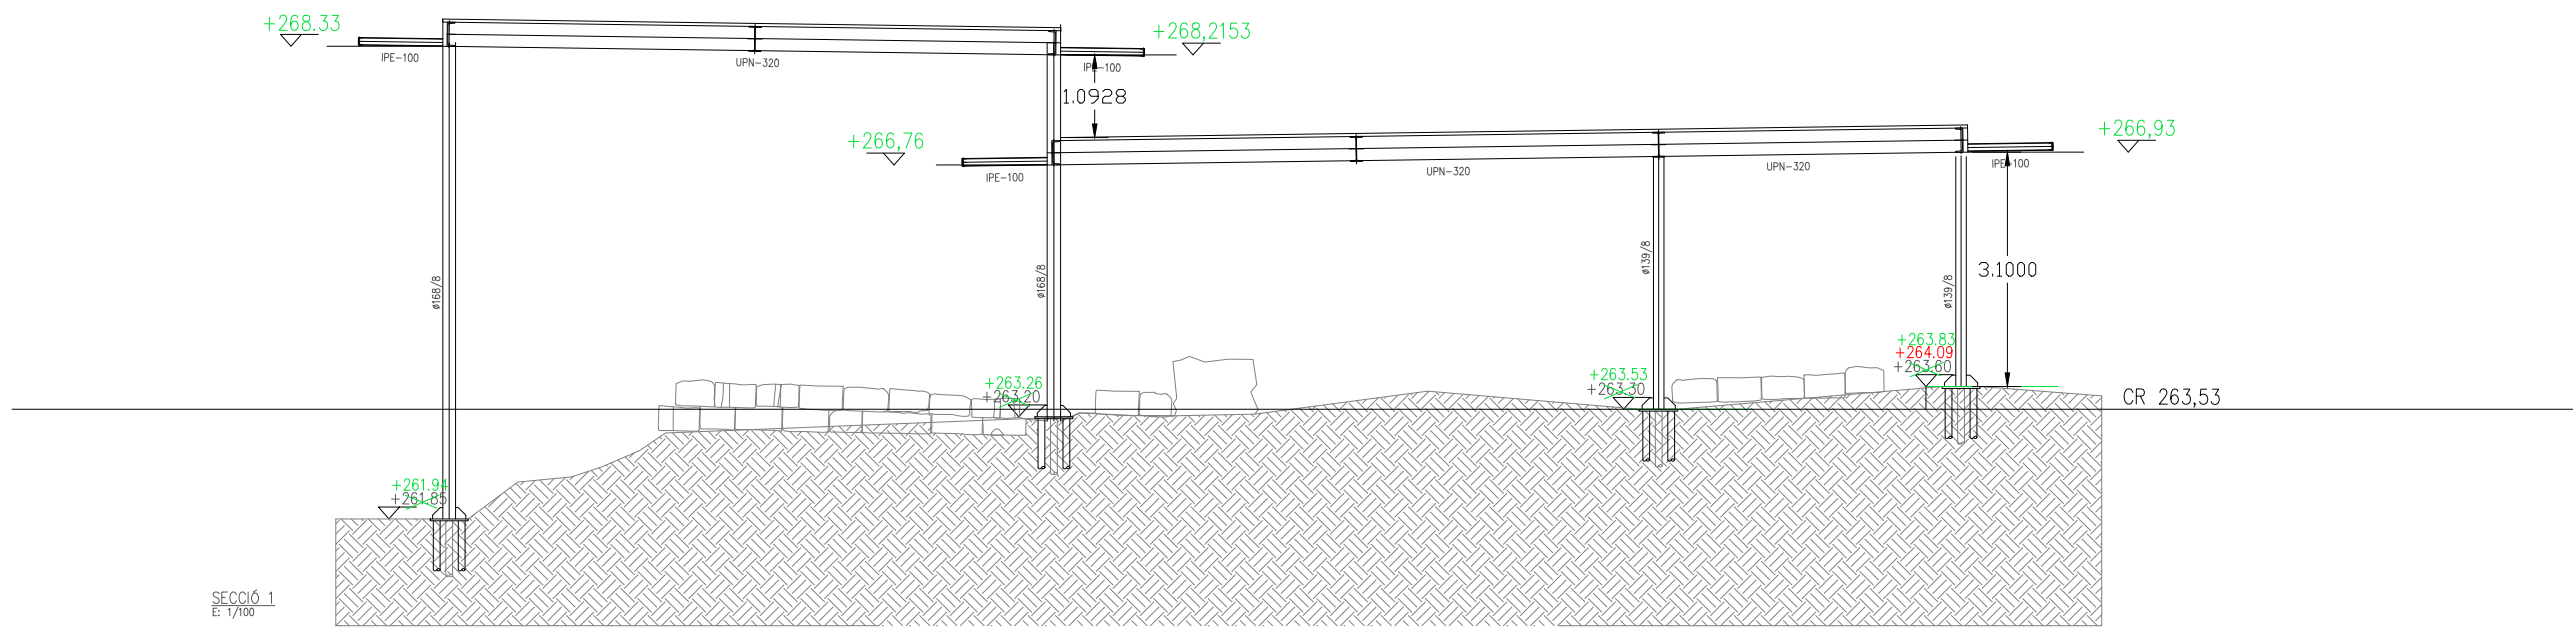 +268.33
+268,2153
IPE-100
UPN-320
IPE-100
1.0928
+266,76
+266,93
IPE-100
UPN-320
UPN-320
IPE-100
ø168/8
ø168/8
ø139/8
ø139/8
3.1000
+263.83
+264.09
+263.60
+263.53
+263.30
+263.26
+263.20
CR 263,53
+261.94
+261.85
SECCIÓ 1
E: 1/100